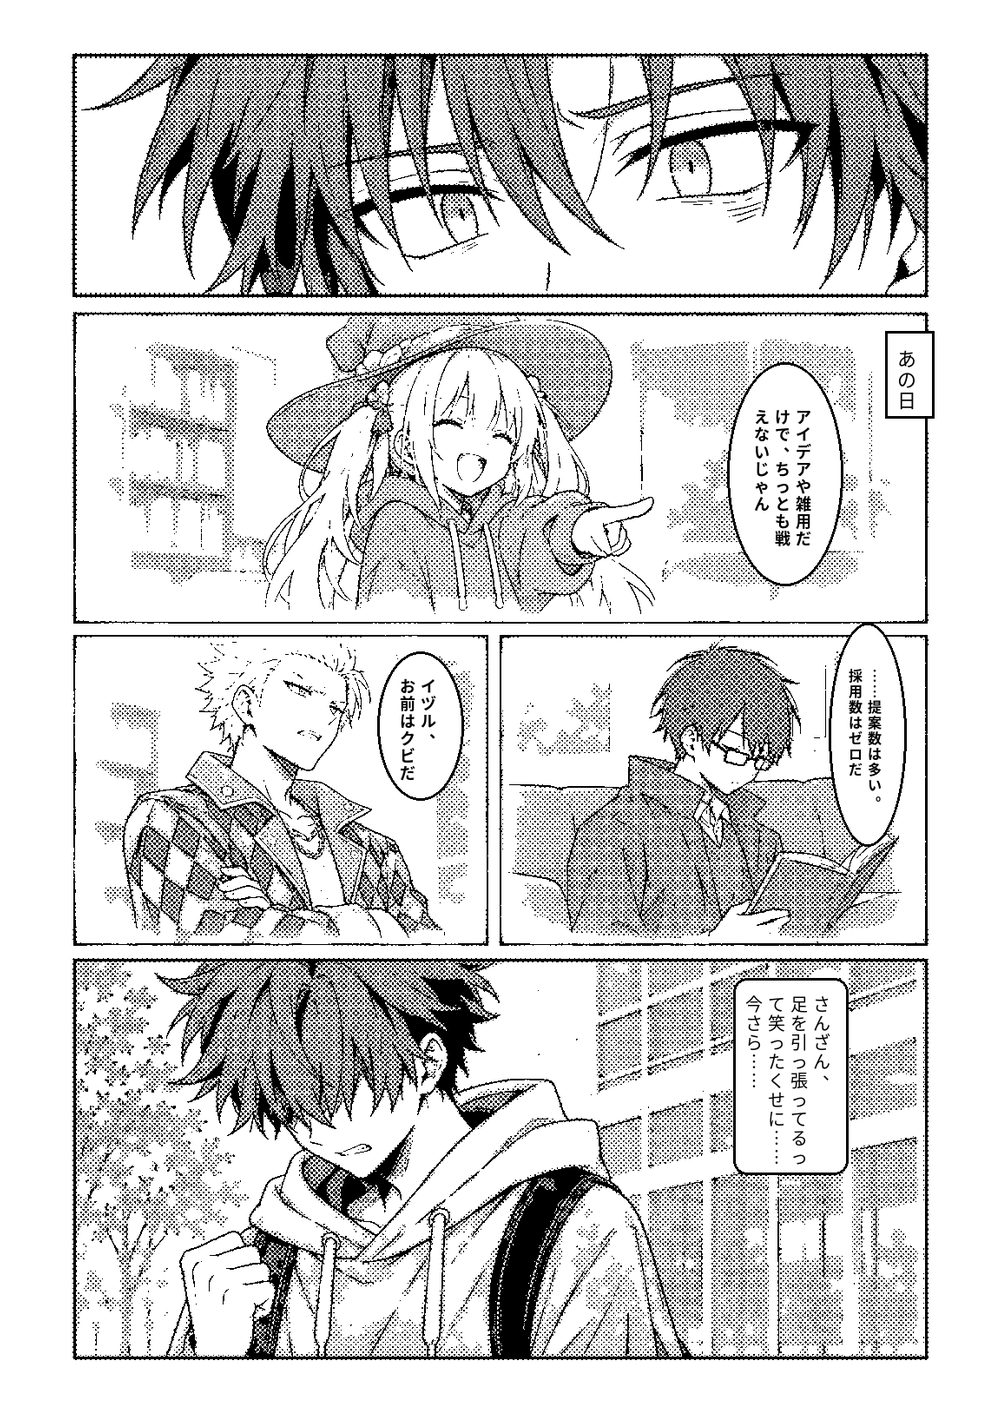 あの日
アイデアや雑用だ
けで、ちっとも戦
えないじゃん
……提案数は多い。
採用数はゼロだ
イヅル、
お前はクビだ
さんざん、
足を引っ張ってるっ
て笑ったくせに……
今さら……